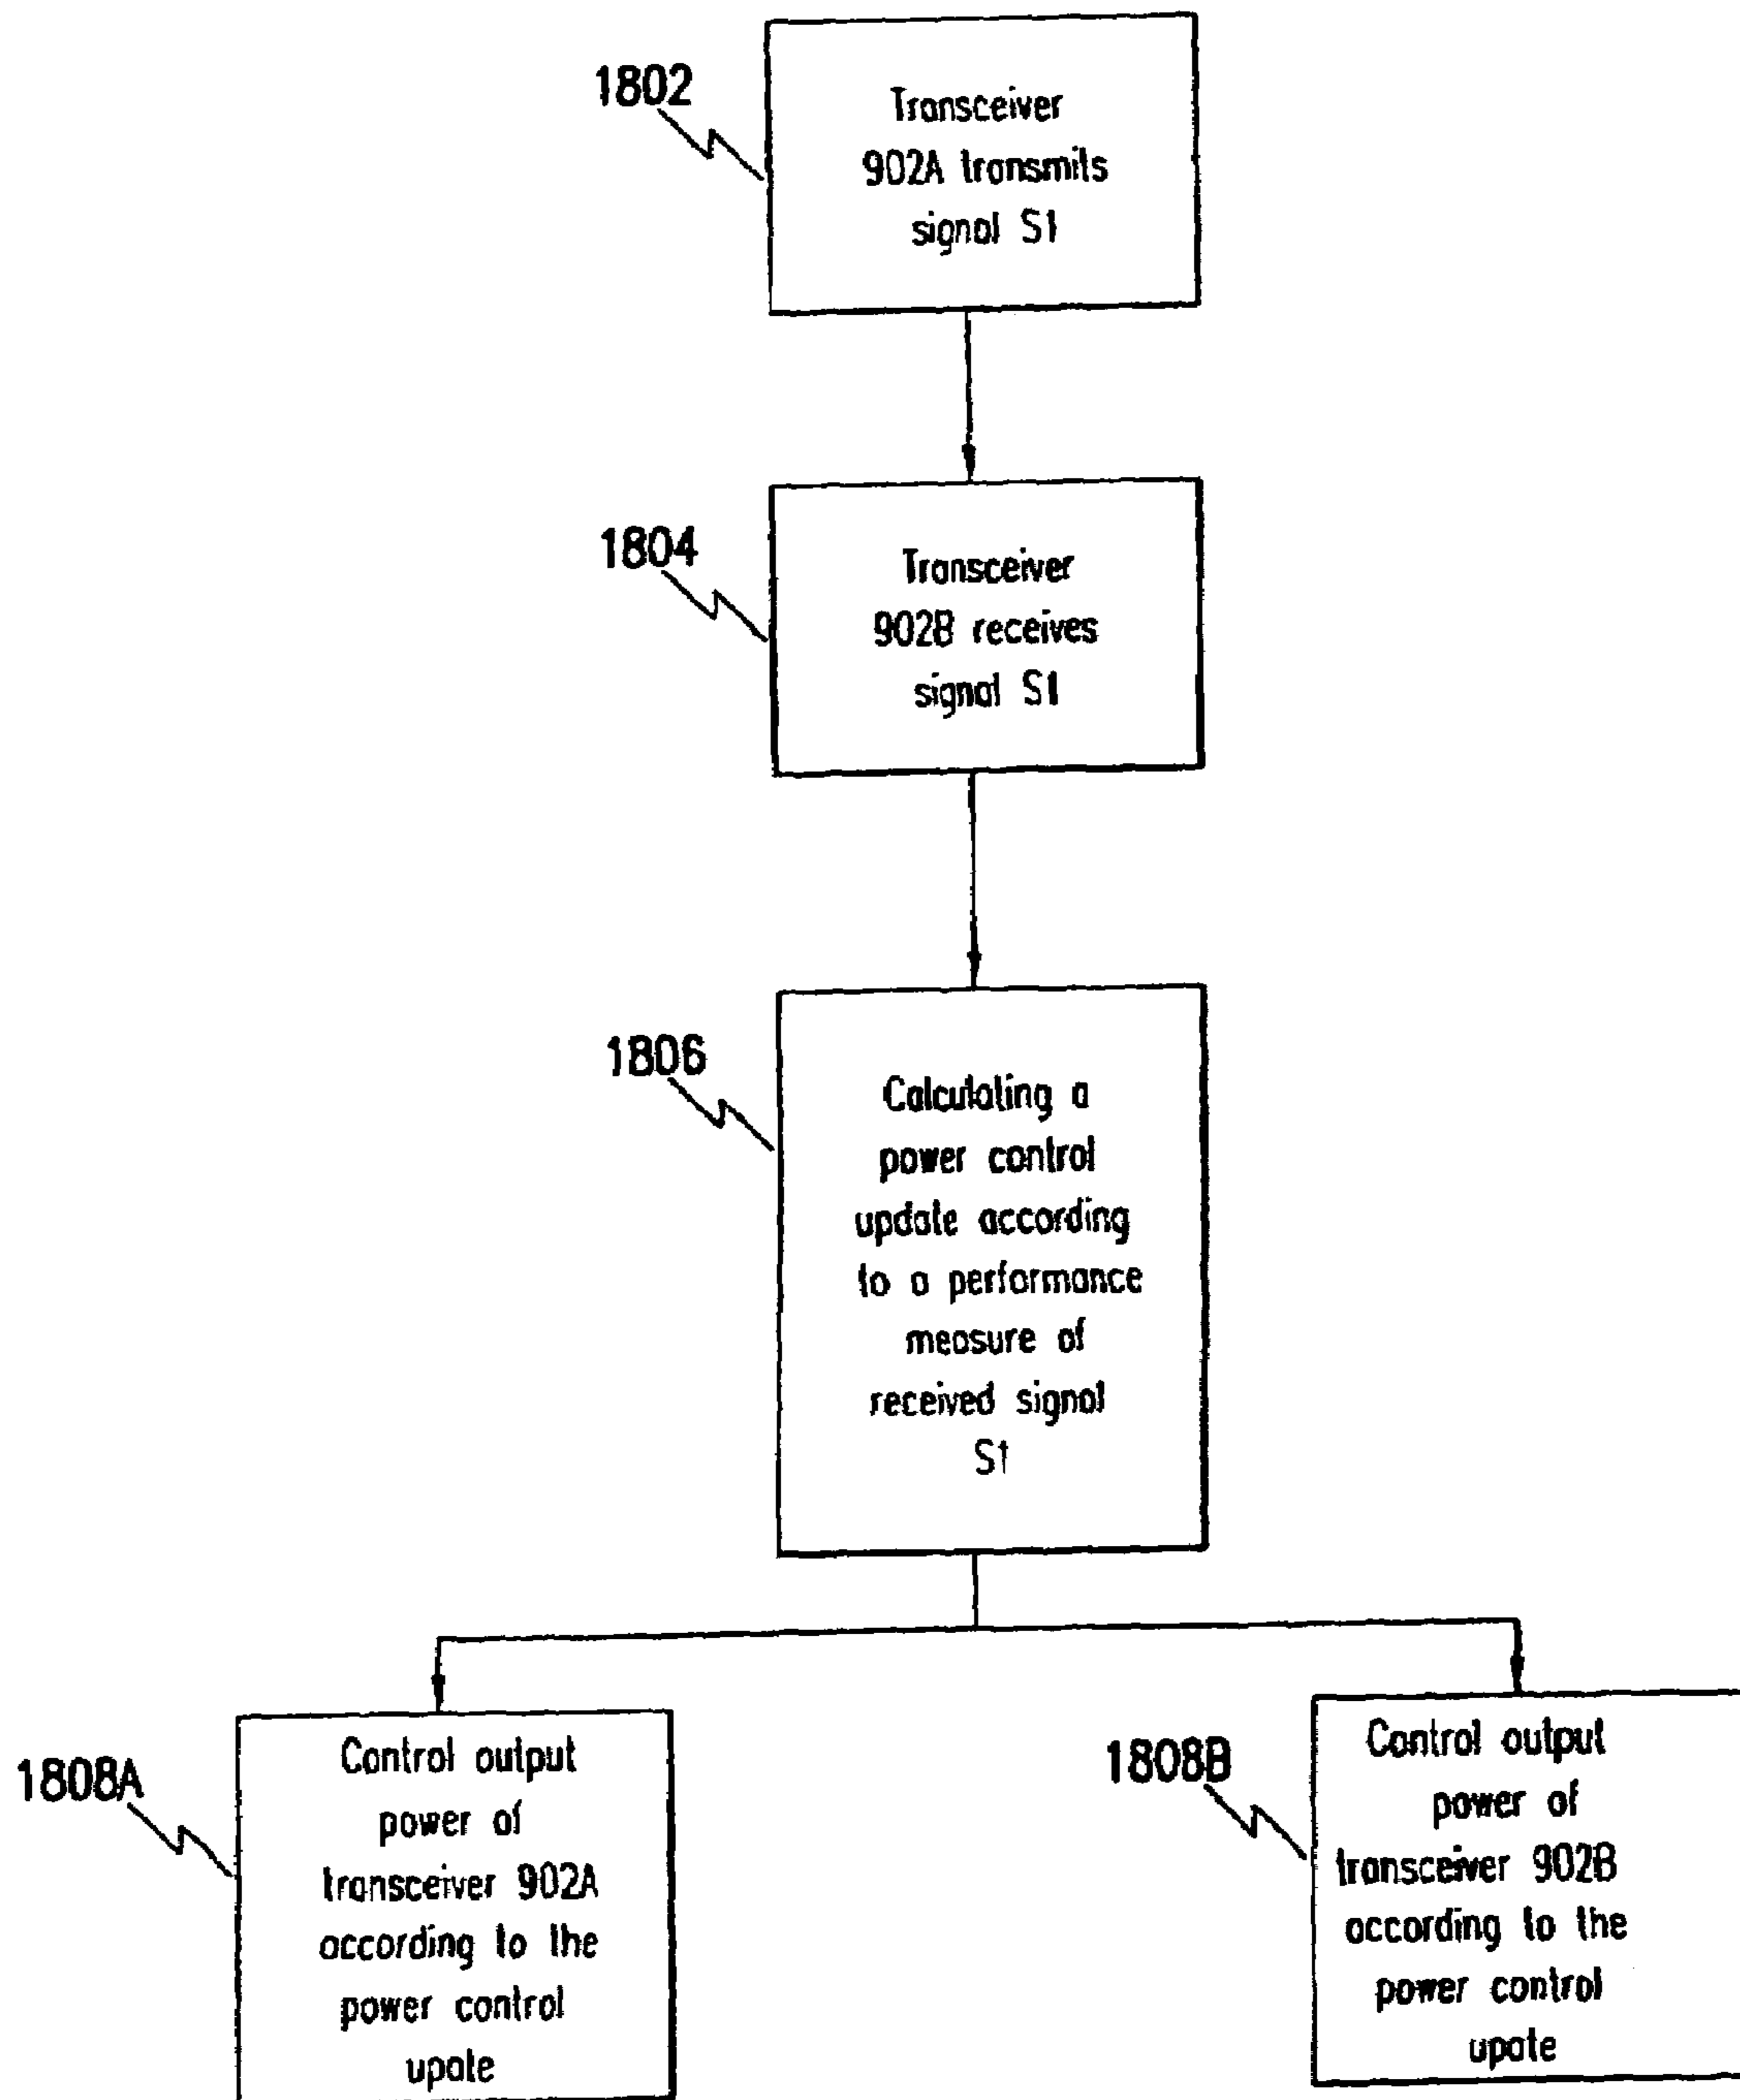 1802
Transceiver
902A transmits
signal S1
1804
Transceiver
902B receives
signal S1
1806
Calculating a
power control
update according
to a performance
measure of
received signal
S1
1808A
Control output
power of
transceiver 902A
according to the
power control
upate
1808B
Control output
power of
transceiver 902B
according to the
power control
upate